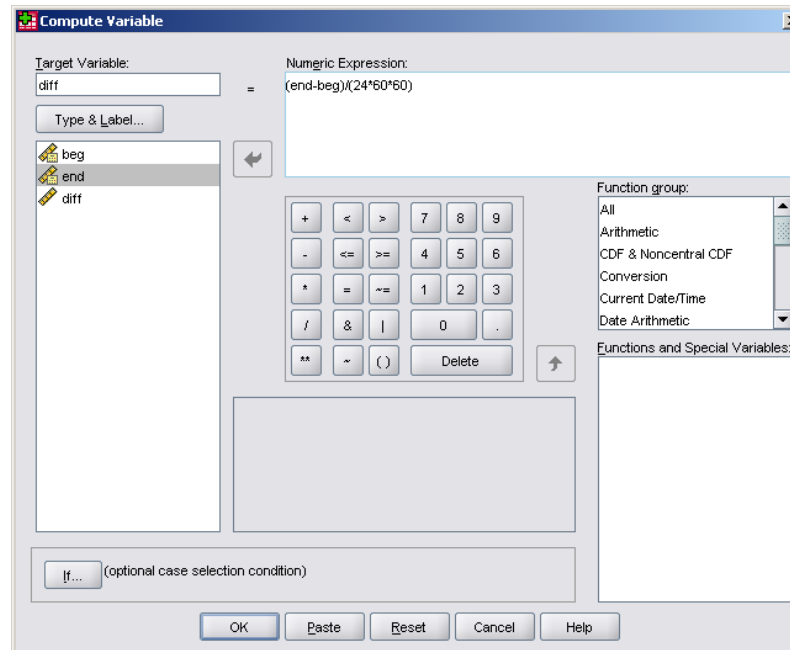 Compute Variable
Target Variable:
diff
=
Numeric Expression:
(end-beg)/(24*60*60)
Type & Label...
beg
end
diff
+ < > 7 8 9
- <= >= 4 5 6
* = ~= 1 2 3
/ & | 0 .
** ~ ( ) Delete
Function group:
All
Arithmetic
CDF & Noncentral CDF
Conversion
Current Date/Time
Date Arithmetic
Functions and Special Variables:
If... (optional case selection condition)
OK Paste Reset Cancel Help